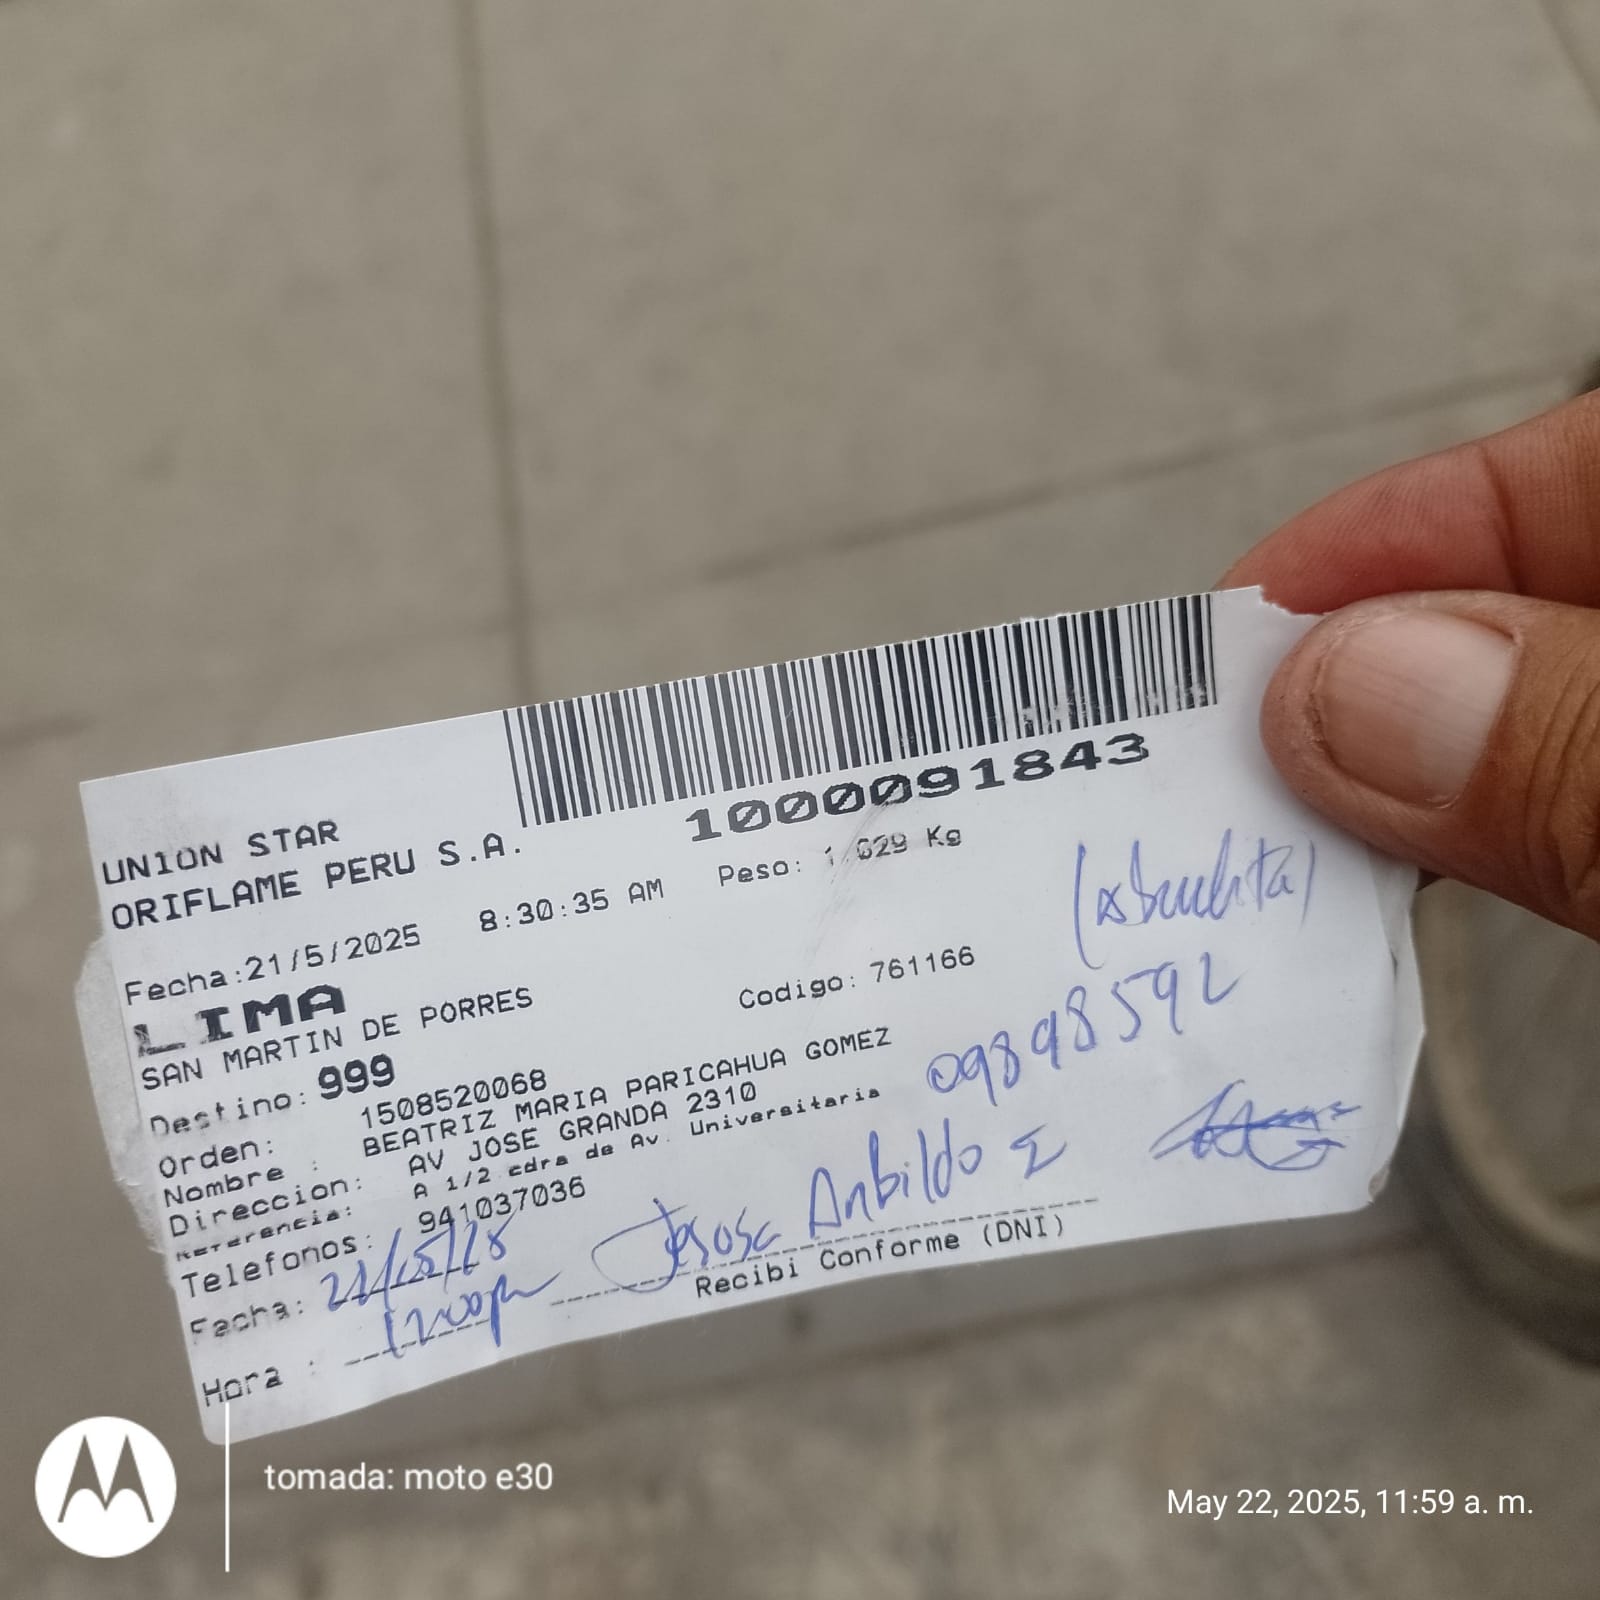 1000091843
UNION STAR
ORIFLAME PERU S.A.
Fecha:21/5/2025 8:30:35 AM Peso: 1.629 Kg
LIMA
SAN MARTIN DE PORRES Codigo: 761166
Destino: 999
Orden: 1508520068
Nombre : BEATRIZ MARIA PARICAHUA GOMEZ
Direccion: AV JOSE GRANDA 2310
Referencia: A 1/2 cdra de Av. Universitaria
Telefonos: 941037036
09898592
Fecha:
Hora :
Recibi Conforme (DNI)
tomada: moto e30
May 22, 2025, 11:59 a. m.